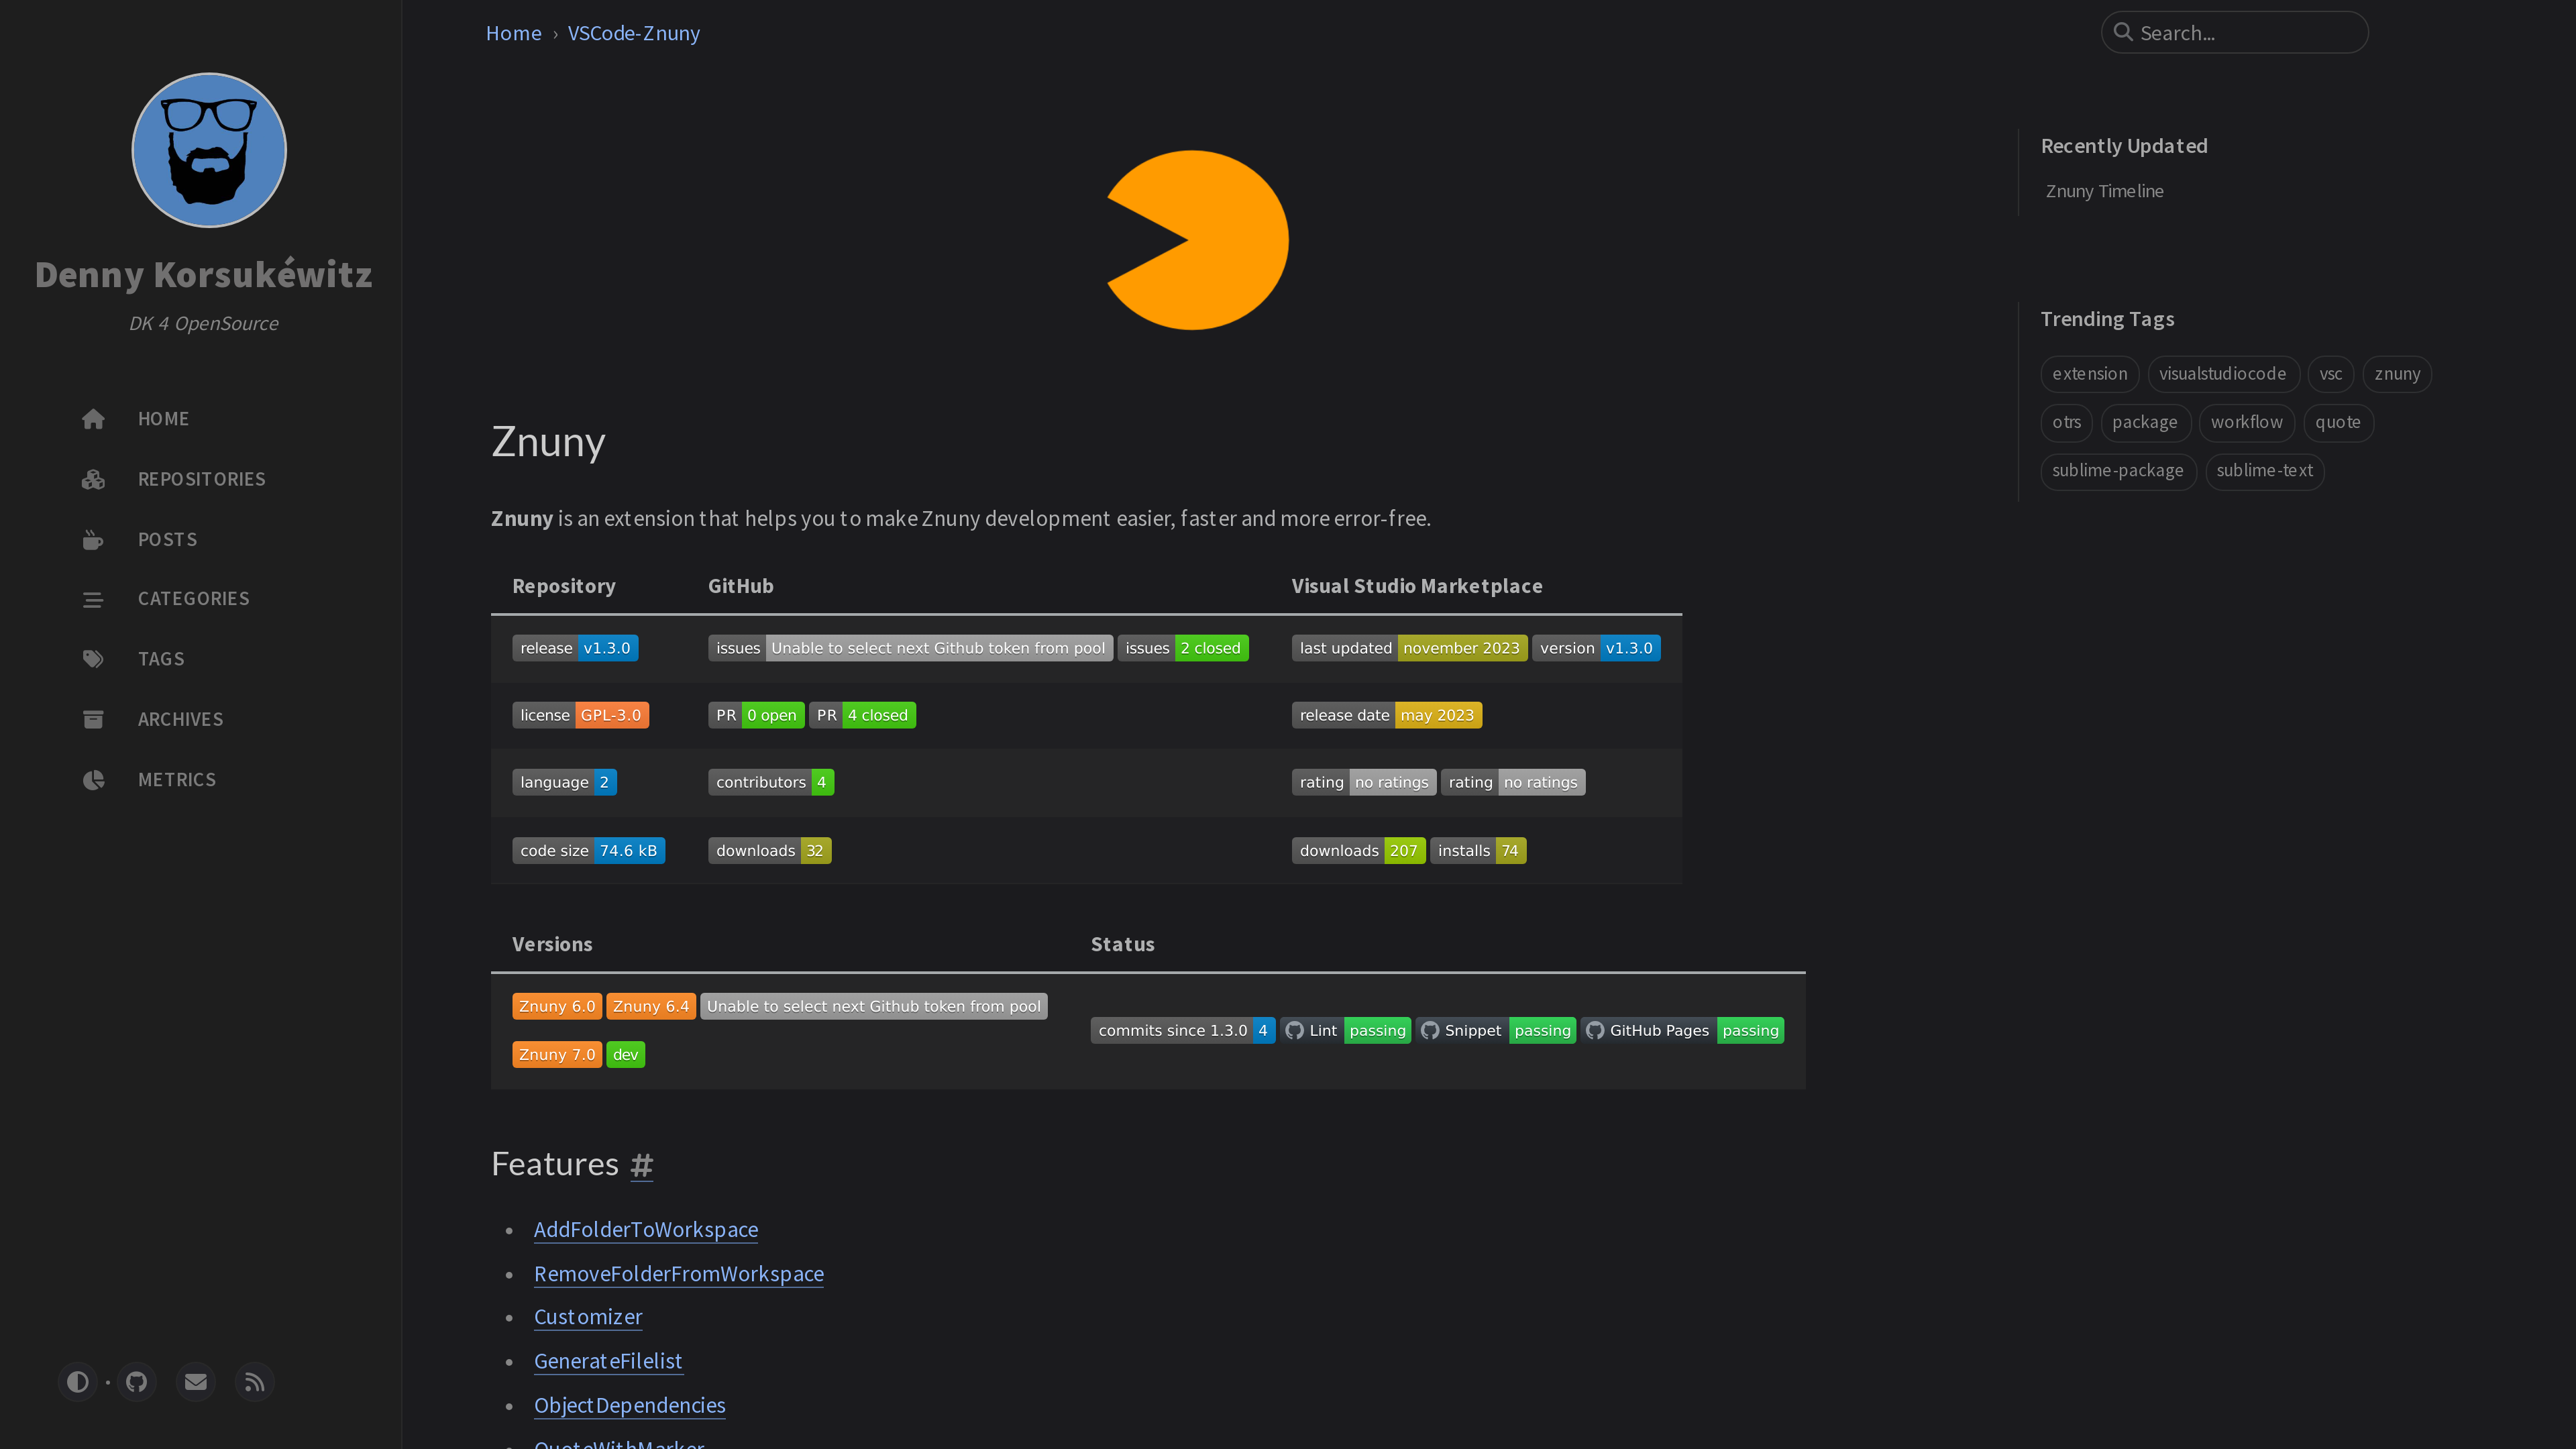 Denny Korsukéwitz
DK 4 OpenSource
HOME
REPOSITORIES
POSTS
CATEGORIES
TAGS
ARCHIVES
METRICS
Home › VSCode-Znuny
Search...
Znuny
Znuny is an extension that helps you to make Znuny development easier, faster and more error-free.
Repository GitHub Visual Studio Marketplace
release v1.3.0 issues Unable to select next Github token from pool issues 2 closed last updated november 2023 version v1.3.0
license GPL-3.0 PR 0 open PR 4 closed release date may 2023
language 2 contributors 4 rating no ratings rating no ratings
code size 74.6 kB downloads 32 downloads 207 installs 74
Versions Status
Znuny 6.0 Znuny 6.4 Unable to select next Github token from pool
Znuny 7.0 dev
commits since 1.3.0 4 Lint passing Snippet passing GitHub Pages passing
Features #
AddFolderToWorkspace
RemoveFolderFromWorkspace
Customizer
GenerateFilelist
ObjectDependencies
QuoteWithMarker
Recently Updated
Znuny Timeline
Trending Tags
extension visualstudiocode vsc znuny
otrs package workflow quote
sublime-package sublime-text